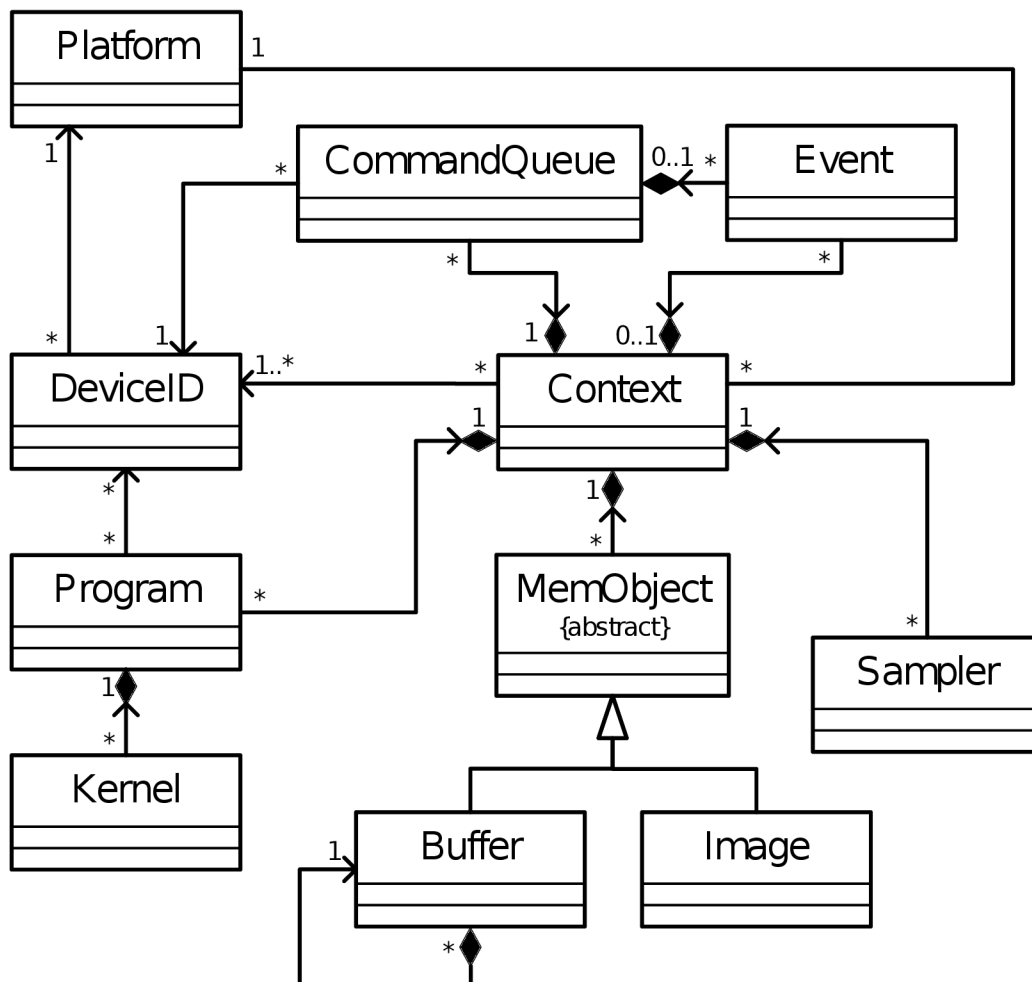 Platform
1
1
CommandQueue
0..1
*
Event
*
*
*
*
1
1
0..1
1..*
*
*
DeviceID
Context
1
1
*
1
*
*
Program
*
MemObject
{abstract}
*
Sampler
1
*
Kernel
1
Buffer
Image
*